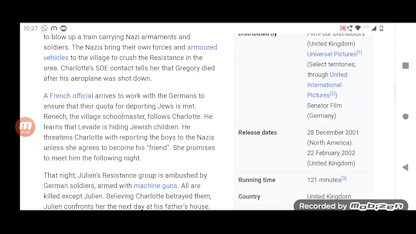 10:27
to blow up a train carrying Nazi armaments and
soldiers. The Nazis bring their own forces and armoured
vehicles to the village to crush the Resistance in the
area. Charlotte's SOE contact tells her that Gregory died
after his aeroplane was shot down.
A French official arrives to work with the Germans to
ensure that their quota for deporting Jews is met.
Renech, the village schoolmaster, follows Charlotte. He
learns that Levade is hiding Jewish children. He
threatens Charlotte with reporting the boys to the Nazis
unless she agrees to become his "friend". She promises
to meet him the following night.
That night, Julien's Resistance group is ambushed by
German soldiers, armed with machine guns. All are
killed except Julien. Believing Charlotte betrayed them,
Julien confronts her the next day at his father's house.
Distributed by
FilmFour Distributors
(United Kingdom)
Universal Pictures[1]
(Select territories;
through United
International
Pictures[2])
Senator Film
(Germany)
Release dates
28 December 2001
(North America)
22 February 2002
(United Kingdom)
Running time
121 minutes[3]
Country
United Kingdom
Recorded by MOBIZEN